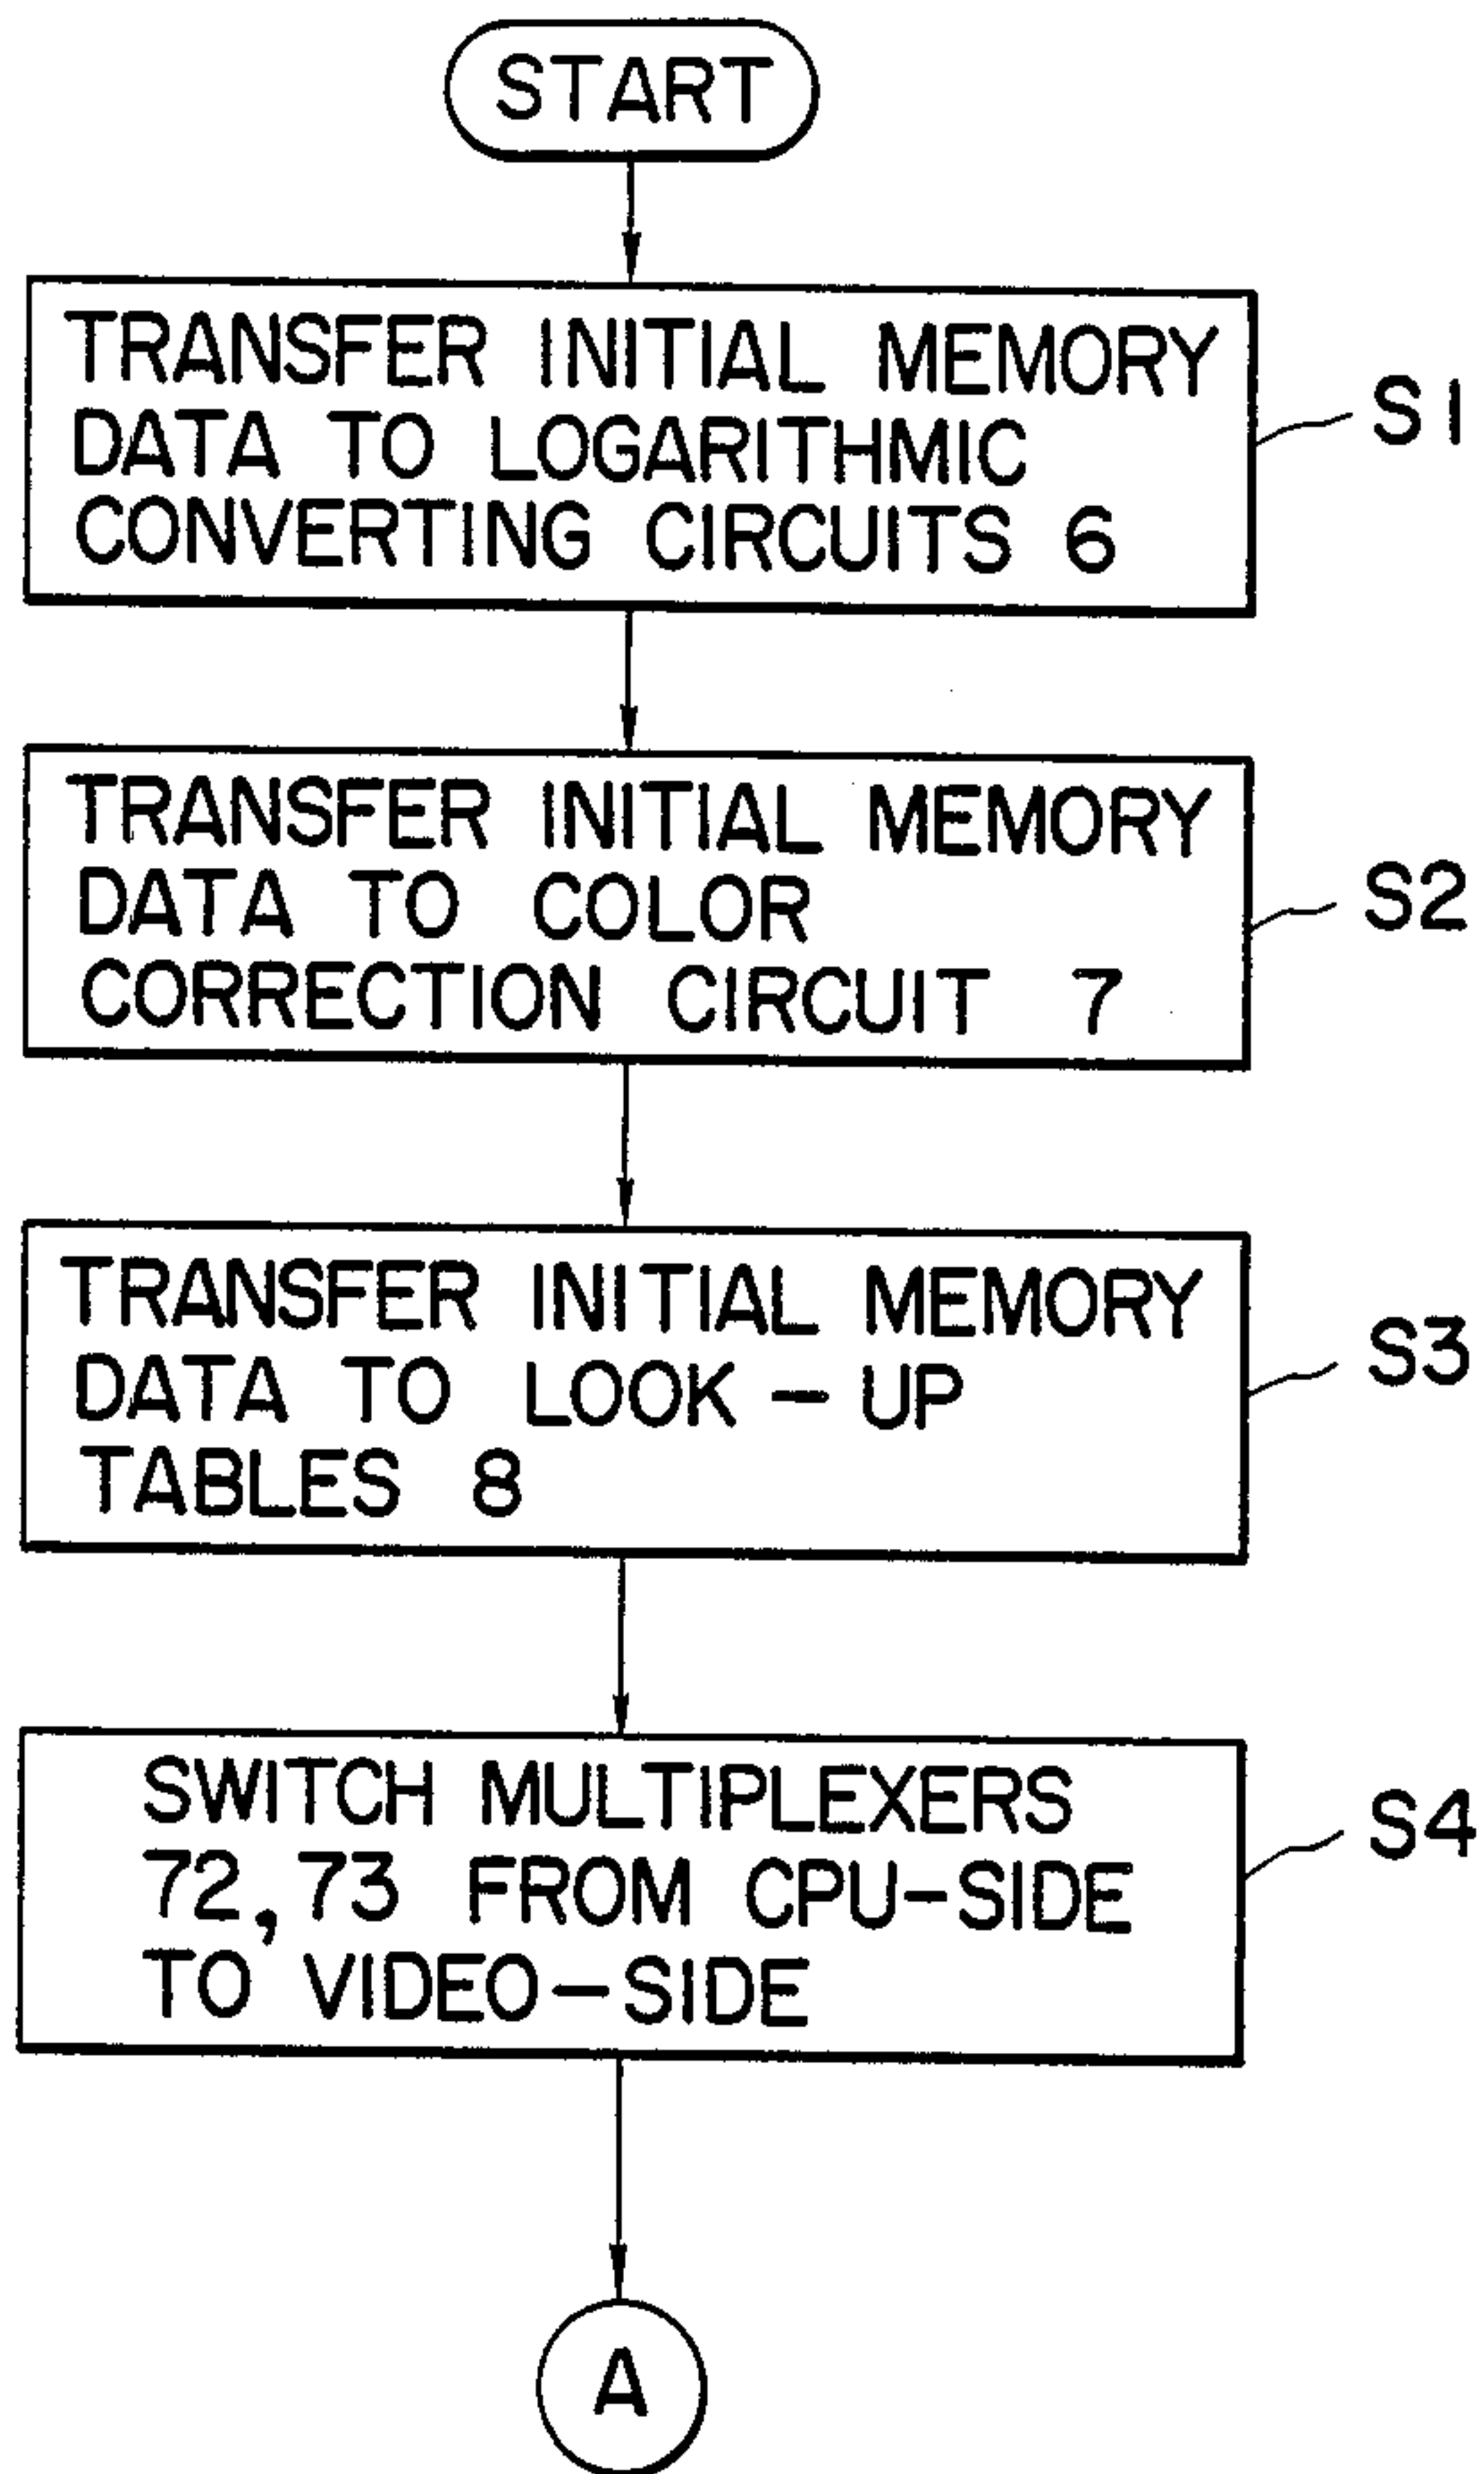 START
TRANSFER INITIAL MEMORY
DATA TO LOGARITHMIC
CONVERTING CIRCUITS 6
S1
TRANSFER INITIAL MEMORY
DATA TO COLOR
CORRECTION CIRCUIT 7
S2
TRANSFER INITIAL MEMORY
DATA TO LOOK-UP
TABLES 8
S3
SWITCH MULTIPLEXERS
72, 73 FROM CPU-SIDE
TO VIDEO-SIDE
S4
A